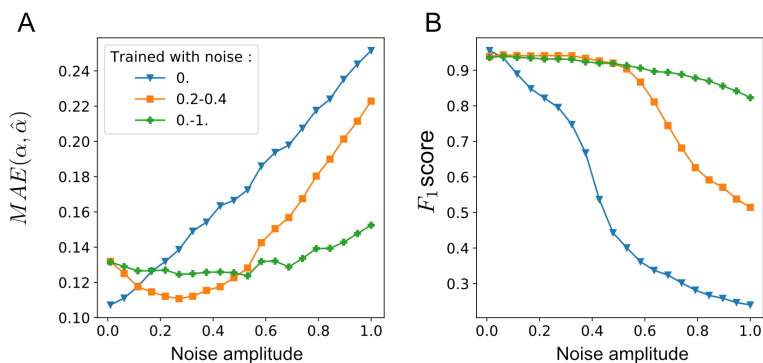 A
MAE(α, α̂)
0.24
0.22
0.20
0.18
0.16
0.14
0.12
0.10
Trained with noise :
0.
0.2-0.4
0.-1.
0.0 0.2 0.4 0.6 0.8 1.0
Noise amplitude
B
F₁ score
0.9
0.8
0.7
0.6
0.5
0.4
0.3
0.0 0.2 0.4 0.6 0.8 1.0
Noise amplitude